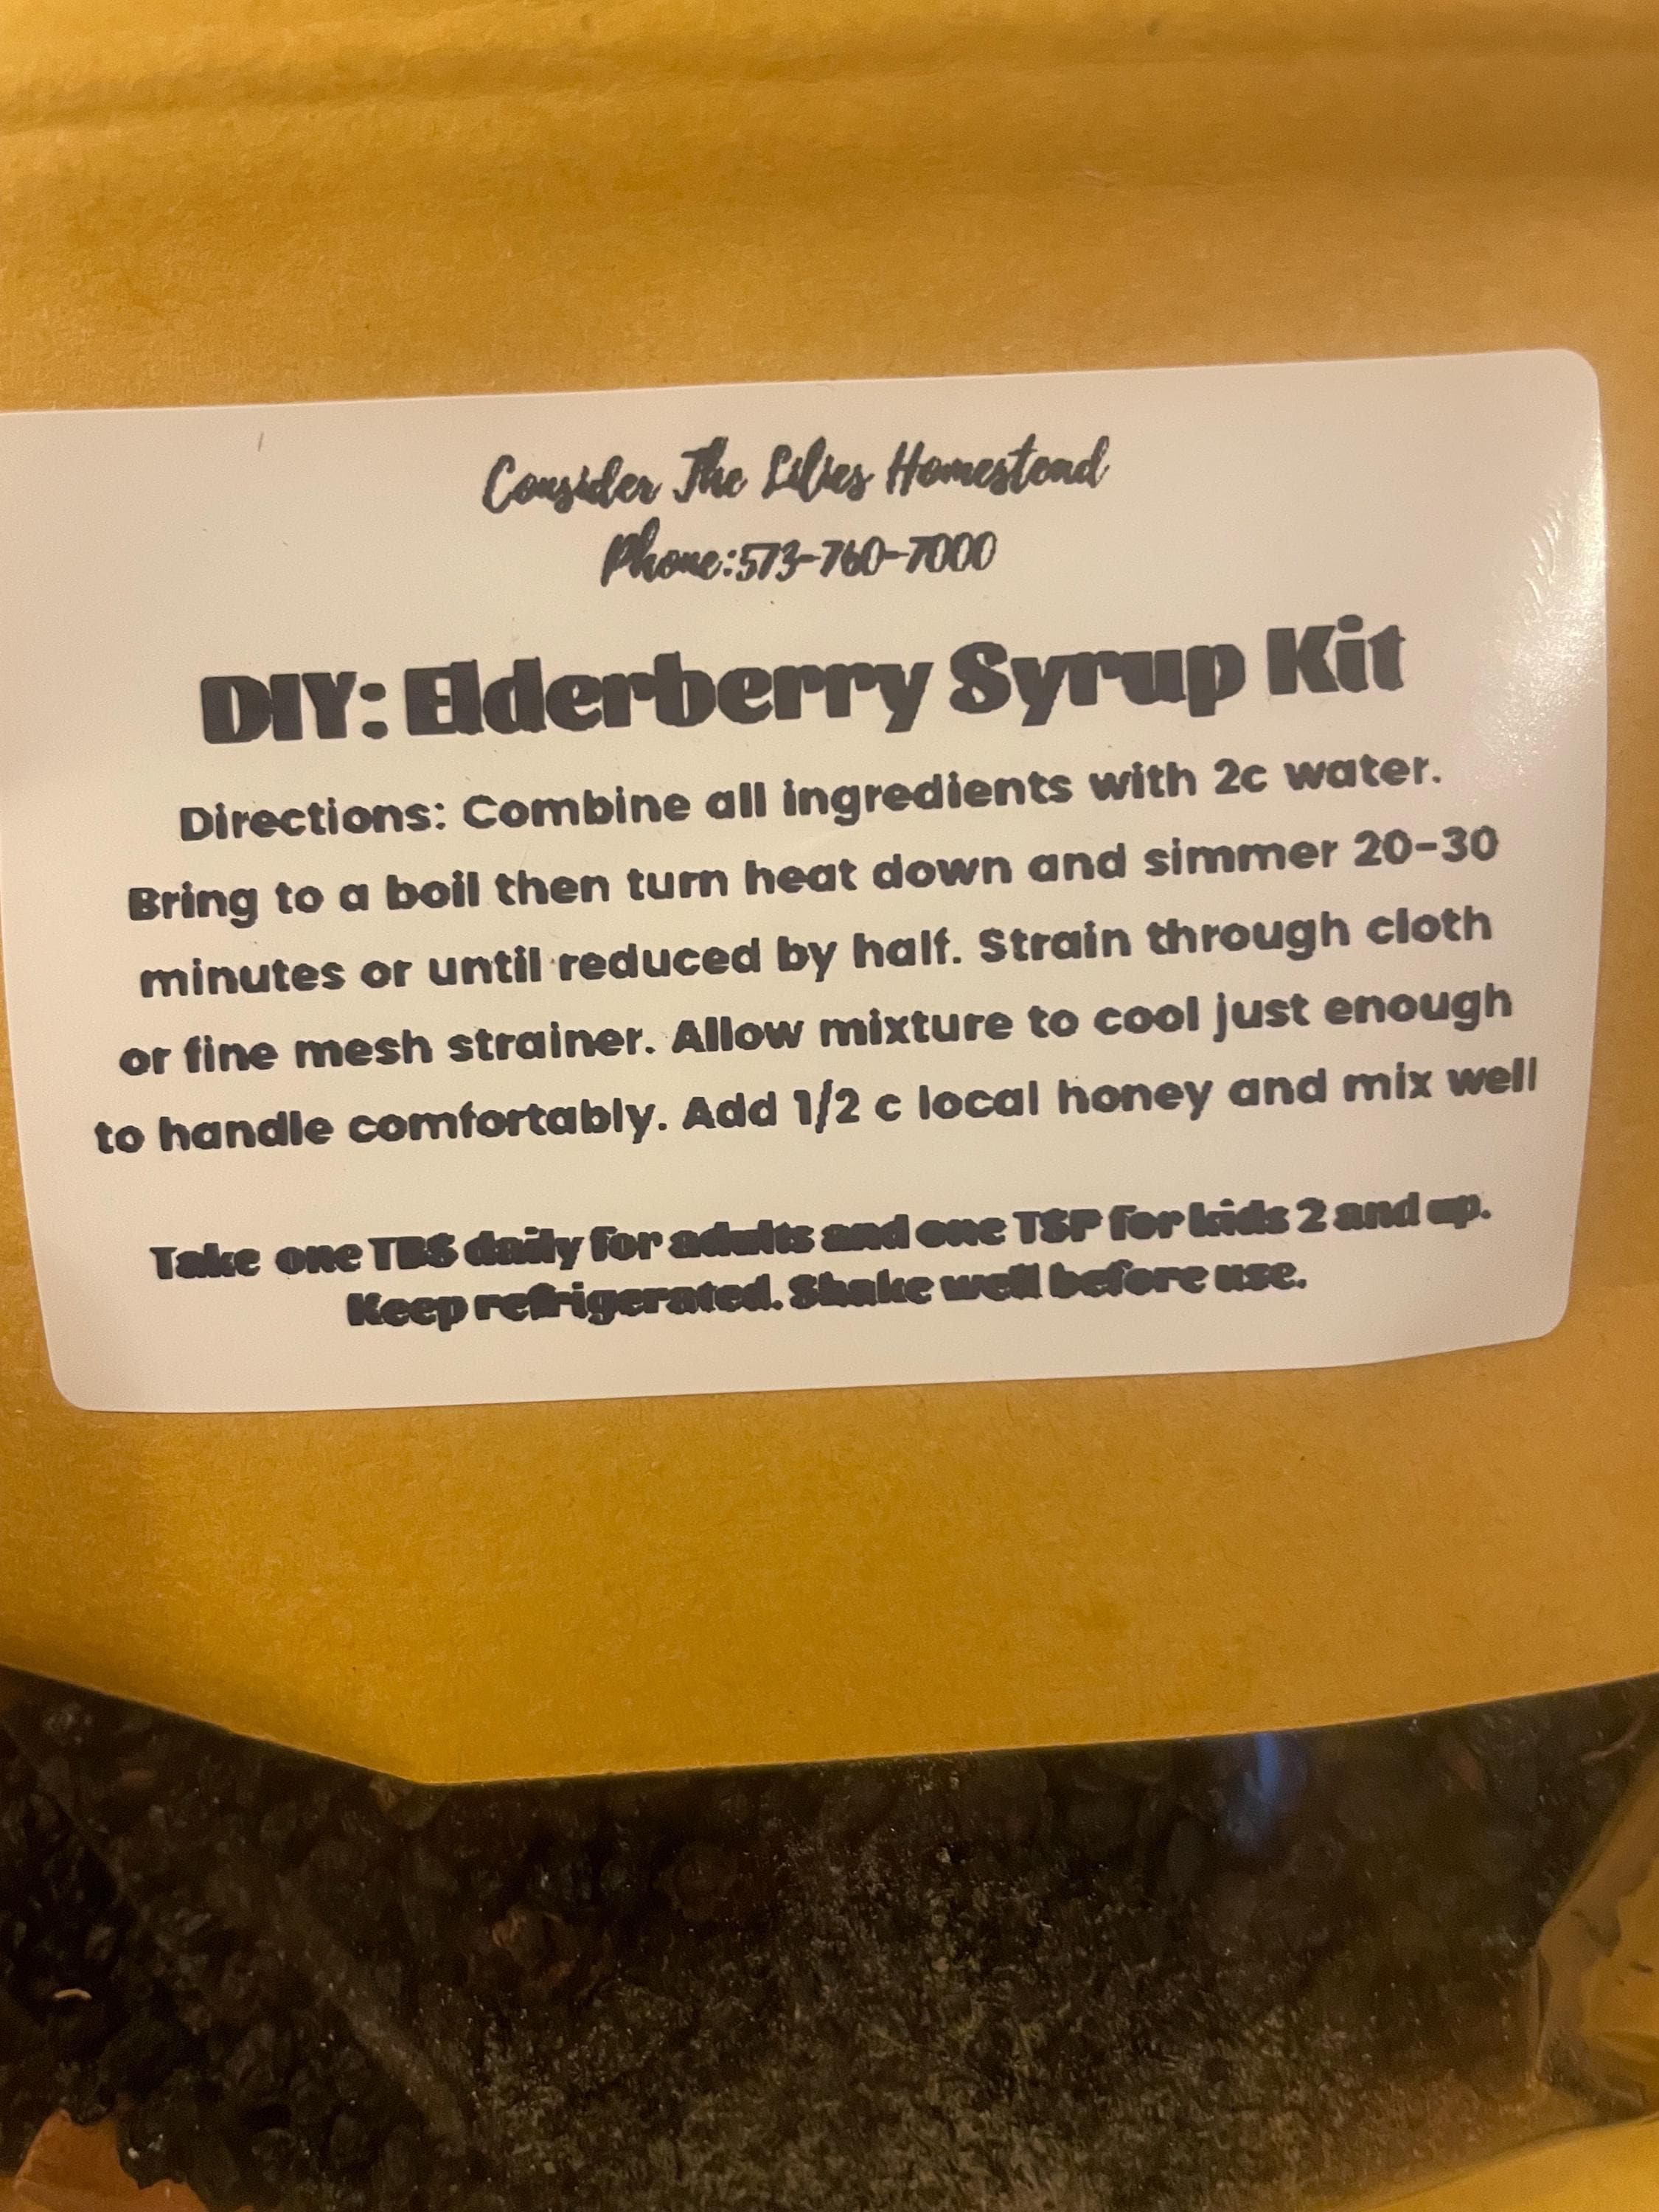 Consider The Lilies Homestead
Phone:573-760-7000
DIY: Elderberry Syrup Kit
Directions: Combine all ingredients with 2c water.
Bring to a boil then turn heat down and simmer 20-30
minutes or until reduced by half. Strain through cloth
or fine mesh strainer. Allow mixture to cool just enough
to handle comfortably. Add 1/2 c local honey and mix well
Take one TBS daily for adults and one TSP for kids 2 and up.
Keep refrigerated. Shake well before use.